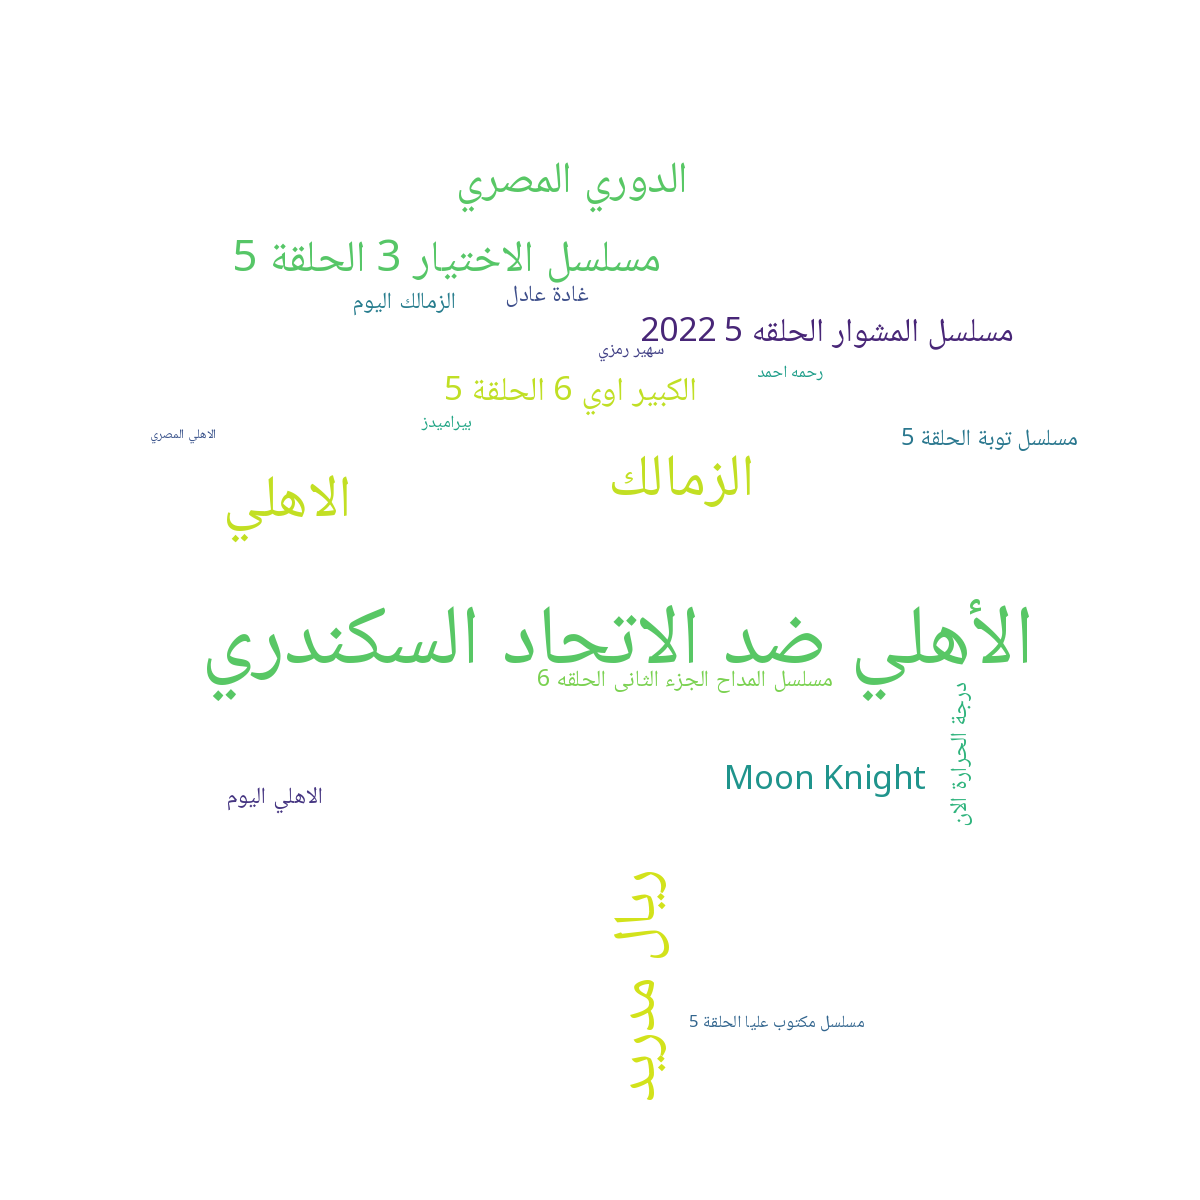 الدوري المصري
مسلسل الاختيار 3 الحلقة 5
غادة عادل
الزمالك اليوم
مسلسل المشوار الحلقه 5 2022
سهير رمزي
رحمه احمد
الكبير اوي 6 الحلقة 5
بيراميدز
مسلسل توبة الحلقة 5
الاهلي المصري
الزمالك
الاهلي
الأهلي ضد الاتحاد السكندري
مسلسل المداح الجزء الثانى الحلقه 6
درجة الحرارة الان
Moon Knight
الاهلي اليوم
ريال مدريد
مسلسل مكتوب عليا الحلقة 5